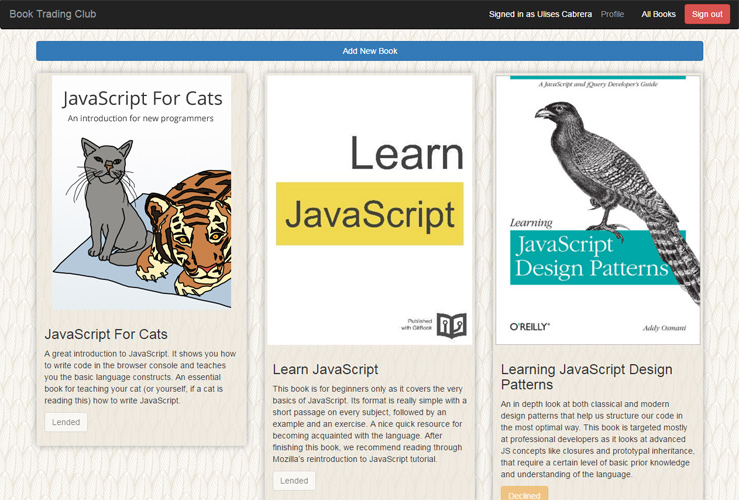 Book Trading Club
Signed in as Ulises Cabrera
Profile
All Books
Sign out
Add New Book
JavaScript For Cats
An introduction for new programmers
JavaScript For Cats
A great introduction to JavaScript. It shows you how
to write code in the browser console and teaches
you the basic language constructs. An essential
book for teaching your cat (or yourself, if a cat is
reading this) how to write JavaScript.
Lended
Learn
JavaScript
Published
with GitBook
Learn JavaScript
This book is for beginners only as it covers the very
basics of JavaScript. Its format is really simple with a
short passage on every subject, followed by an
example and an exercise. A nice quick resource for
becoming acquainted with the language. After
finishing this book, we recommend reading through
Mozilla's reintroduction to JavaScript tutorial.
Lended
A JavaScript and jQuery Developer's Guide
Learning
JavaScript
Design Patterns
O'REILLY®
Addy Osmani
Learning JavaScript Design
Patterns
An in depth look at both classical and modern
design patterns that help us structure our code in
the most optimal way. This book is targeted mostly
at professional developers as it looks at advanced
JS concepts like closures and prototypal inheritance,
that require a certain level of basic prior knowledge
and understanding of the language.
Declined